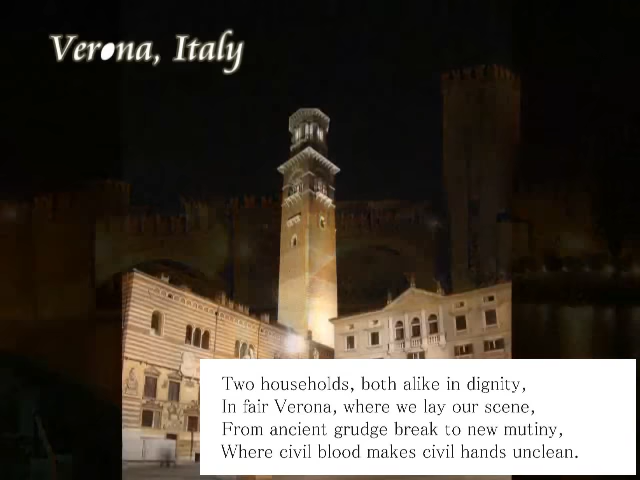 Verona, Italy
Two households, both alike in dignity,
In fair Verona, where we lay our scene,
From ancient grudge break to new mutiny,
Where civil blood makes civil hands unclean.